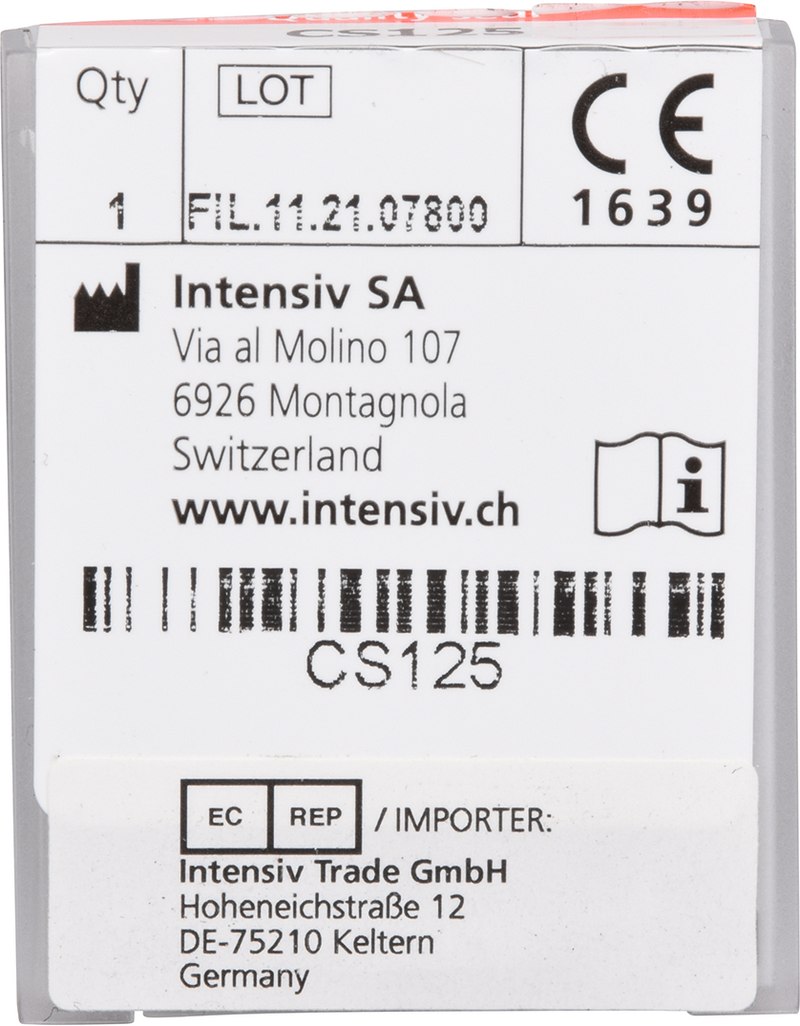 CS125
Qty
LOT
CE
1
FIL.11.21.07800
1639
Intensiv SA
Via al Molino 107
6926 Montagnola
Switzerland
www.intensiv.ch
i
CS125
EC REP / IMPORTER:
Intensiv Trade GmbH
Hoheneichstraße 12
DE-75210 Keltern
Germany